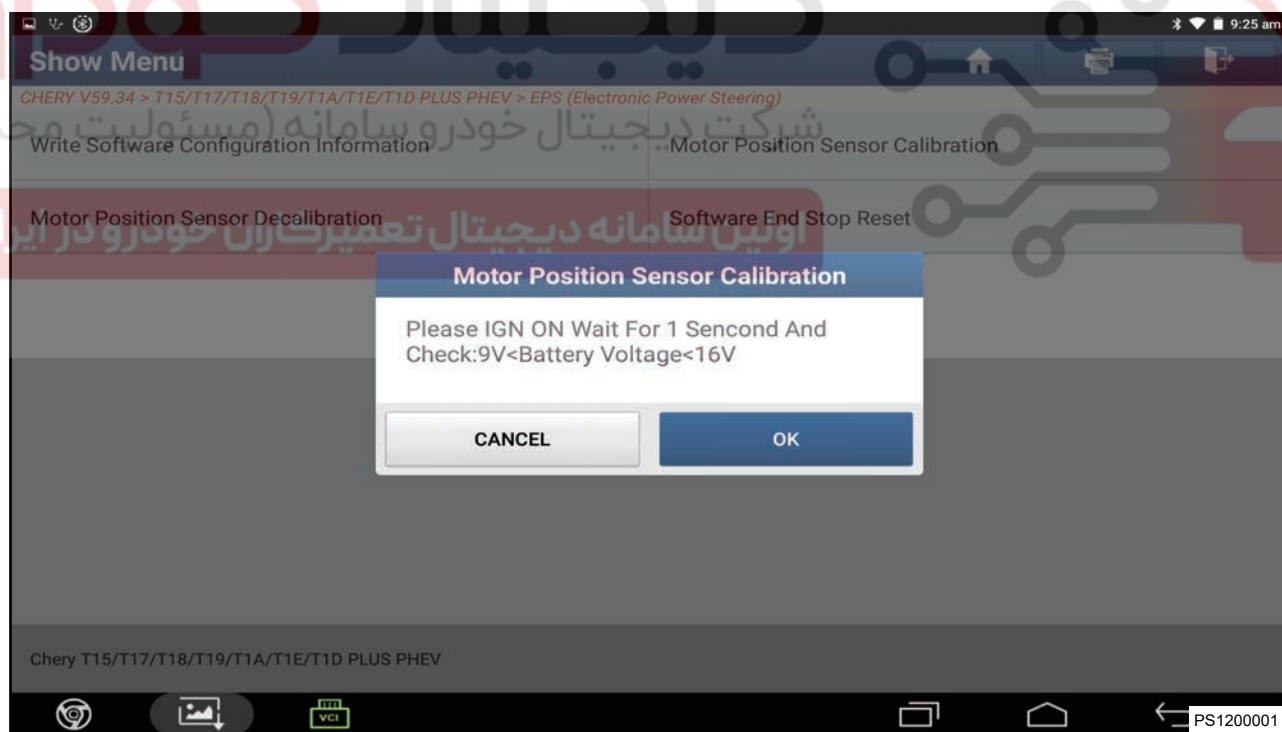 9:25 am
Show Menu
CHERY V59.34 > T15/T17/T18/T19/T1A/T1E/T1D PLUS PHEV > EPS (Electronic Power Steering)
شرکت دیجیتال خودرو سامانه (مسئولیت مح
Write Software Configuration Information
Motor Position Sensor Calibration
Motor Position Sensor Decalibration
Software End Stop Reset
اولین سامانه دیجیتال تعمیرکاران خودرو در ایر
Motor Position Sensor Calibration
Please IGN ON Wait For 1 Sencond And
Check:9V<Battery Voltage<16V
CANCEL
OK
Chery T15/T17/T18/T19/T1A/T1E/T1D PLUS PHEV
VCI
PS1200001